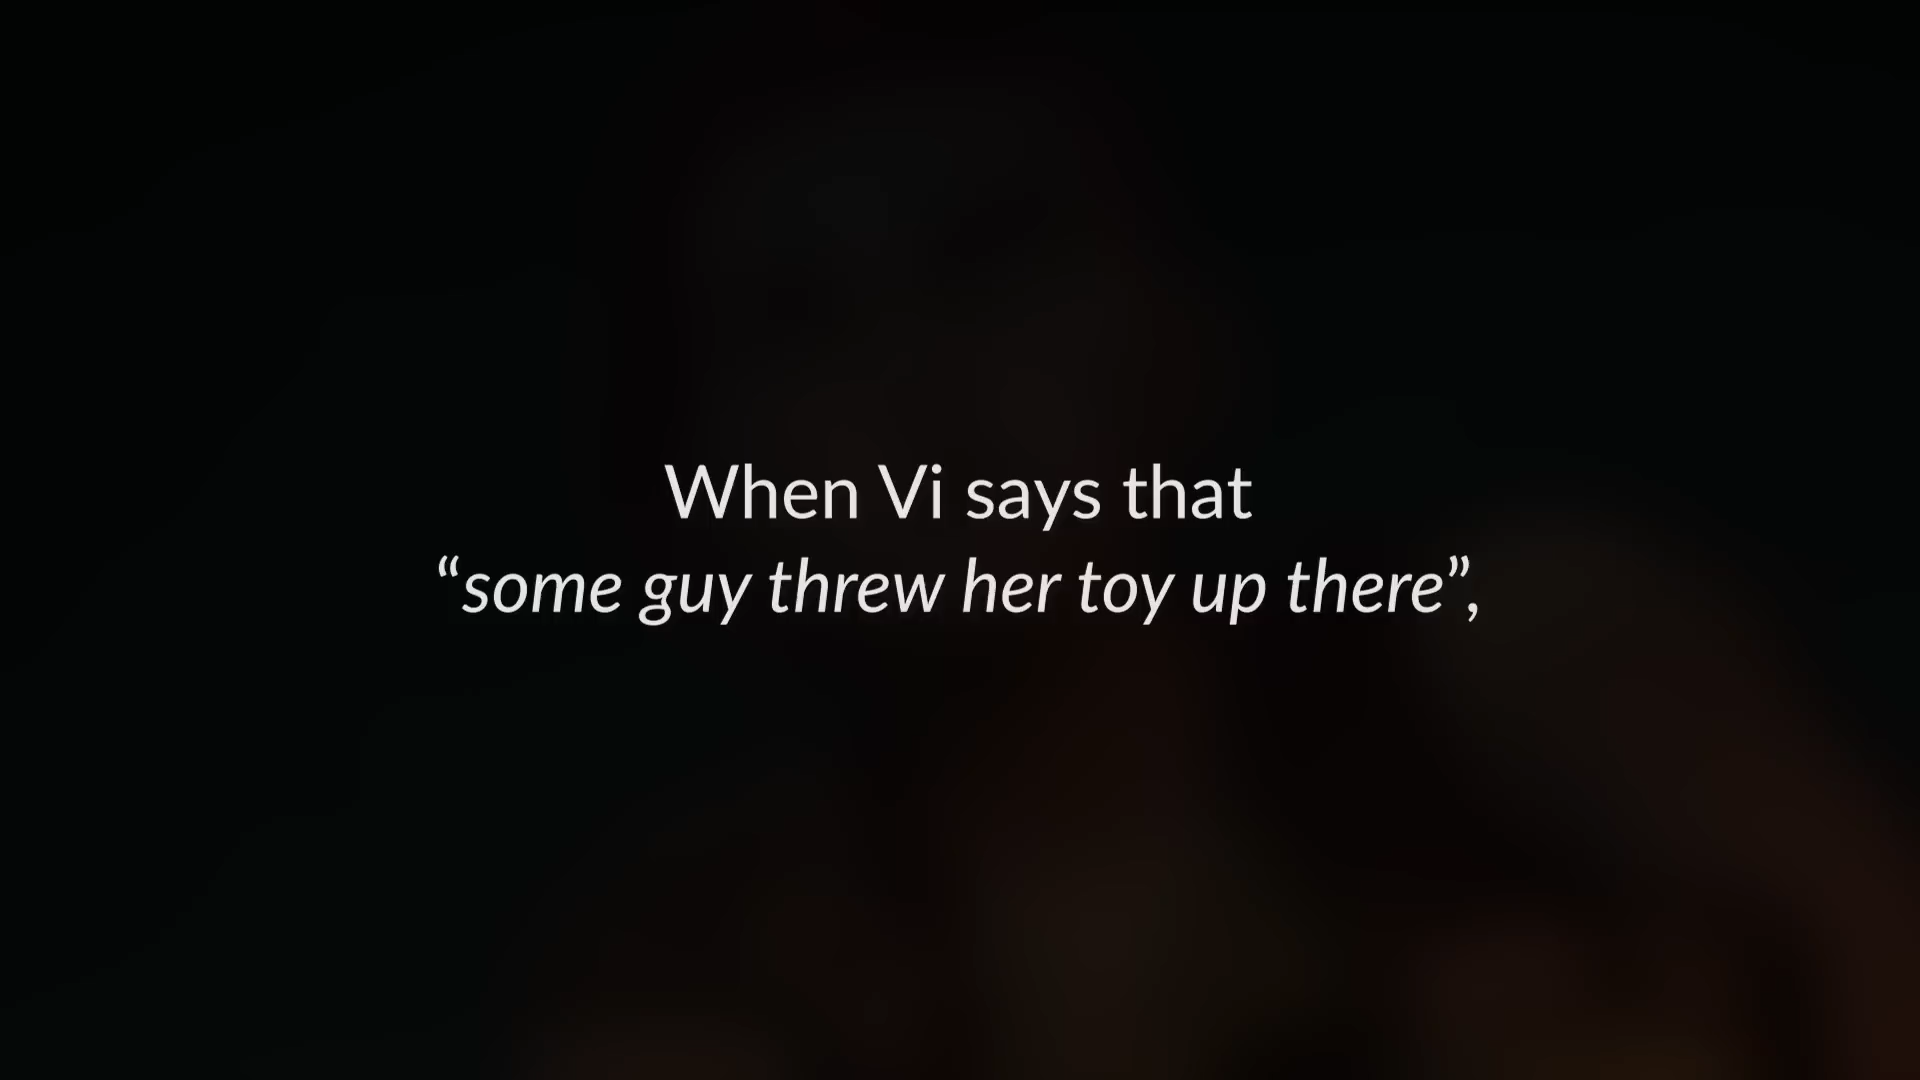 When Vi says that
“some guy threw her toy up there”,